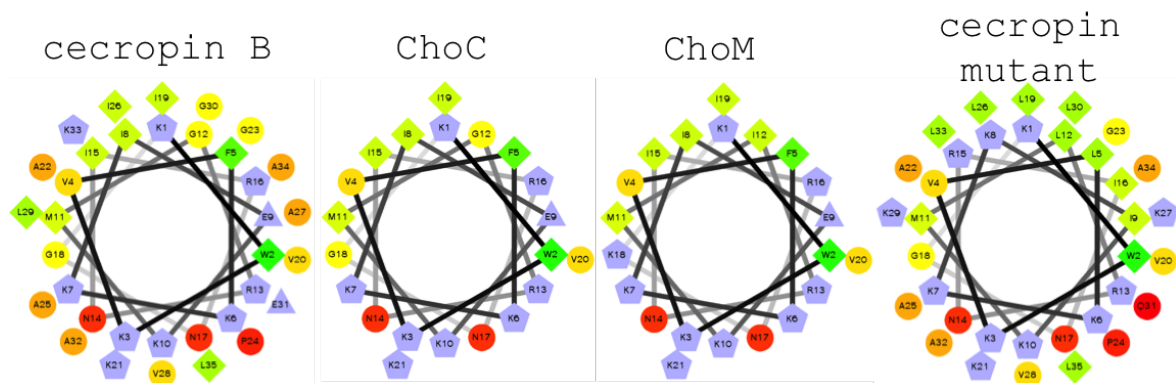 cecropin B
ChoC
ChoM
cecropin
mutant
I19
I26
G30
K33
I8
K1
G12
G23
I15
F5
A22
V4
R16
A34
L29
M11
E9
A27
G18
W2
V20
K7
R13
A25
E31
N14
K6
A32
K3
K10
N17
P24
K21
V28
L35
I19
I8
K1
G12
I15
F5
V4
R16
M11
E9
G18
W2
V20
K7
R13
N14
K6
K3
K10
N17
K21
I19
I8
K1
I12
I15
F5
V4
R16
M11
E9
K18
W2
V20
K7
R13
N14
K6
K3
K10
N17
K21
L26
L19
L30
L33
K8
K1
L12
G23
R15
L5
A22
V4
I16
A34
K29
M11
I9
K27
G18
W2
V20
K7
R13
A25
Q31
N14
K6
A32
K3
K10
N17
P24
K21
V28
L35